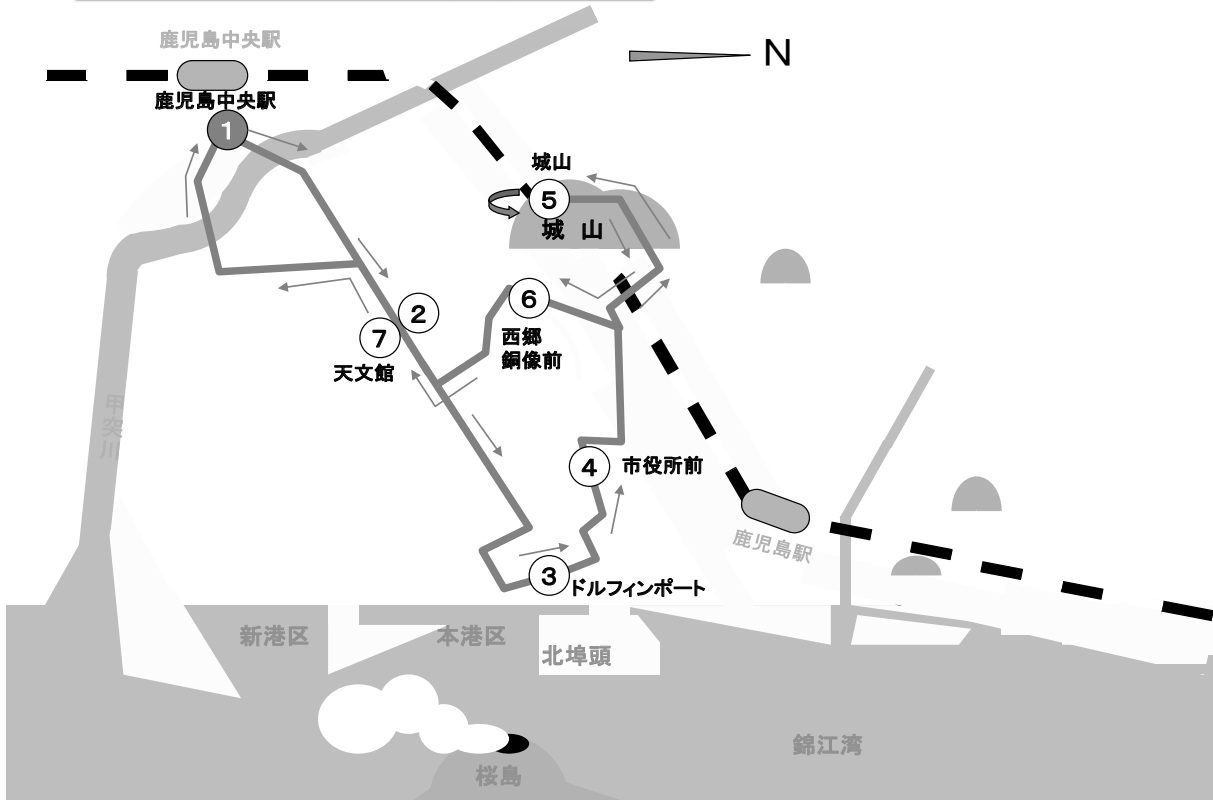 鹿児島中央駅
N
鹿児島中央駅
1
城山
5
城 山
6
2
7
西郷
銅像前
天文館
甲突川
4
市役所前
鹿児島駅
3
ドルフィンポート
新港区
本港区
北埠頭
錦江湾
桜島